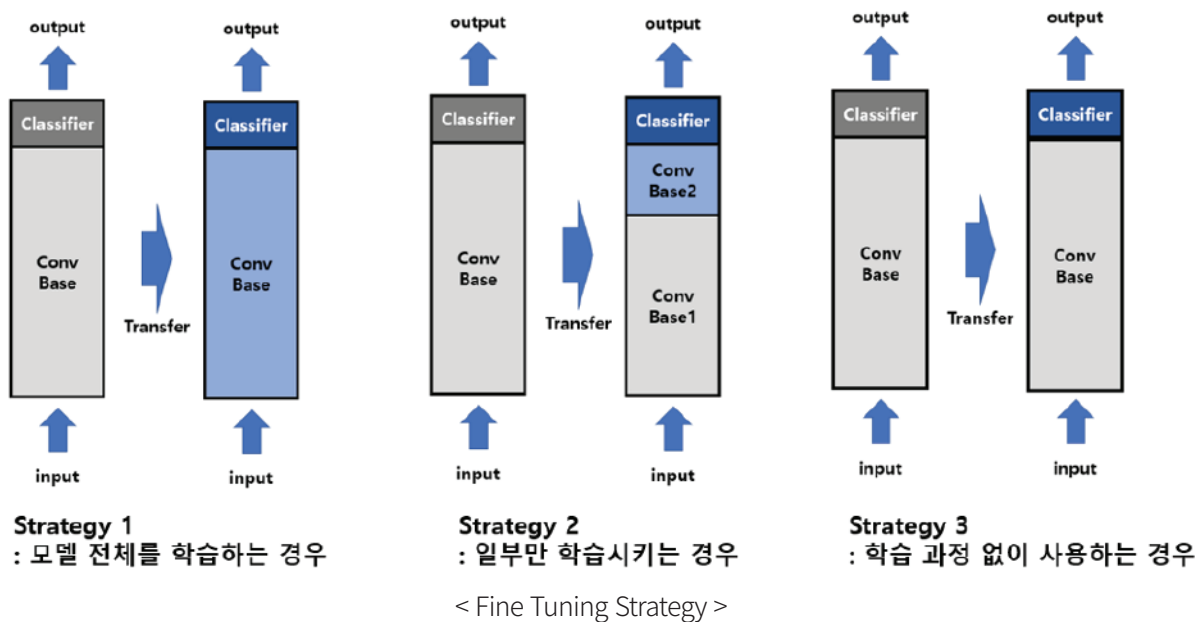 output
output
Classifier
Classifier
Conv
Base
Conv
Base
Transfer
input
input
Strategy 1
: 모델 전체를 학습하는 경우
output
output
Classifier
Classifier
Conv
Base2
Conv
Base
Conv
Base1
Transfer
input
input
Strategy 2
: 일부만 학습시키는 경우
output
output
Classifier
Classifier
Conv
Base
Conv
Base
Transfer
input
input
Strategy 3
: 학습 과정 없이 사용하는 경우
< Fine Tuning Strategy >